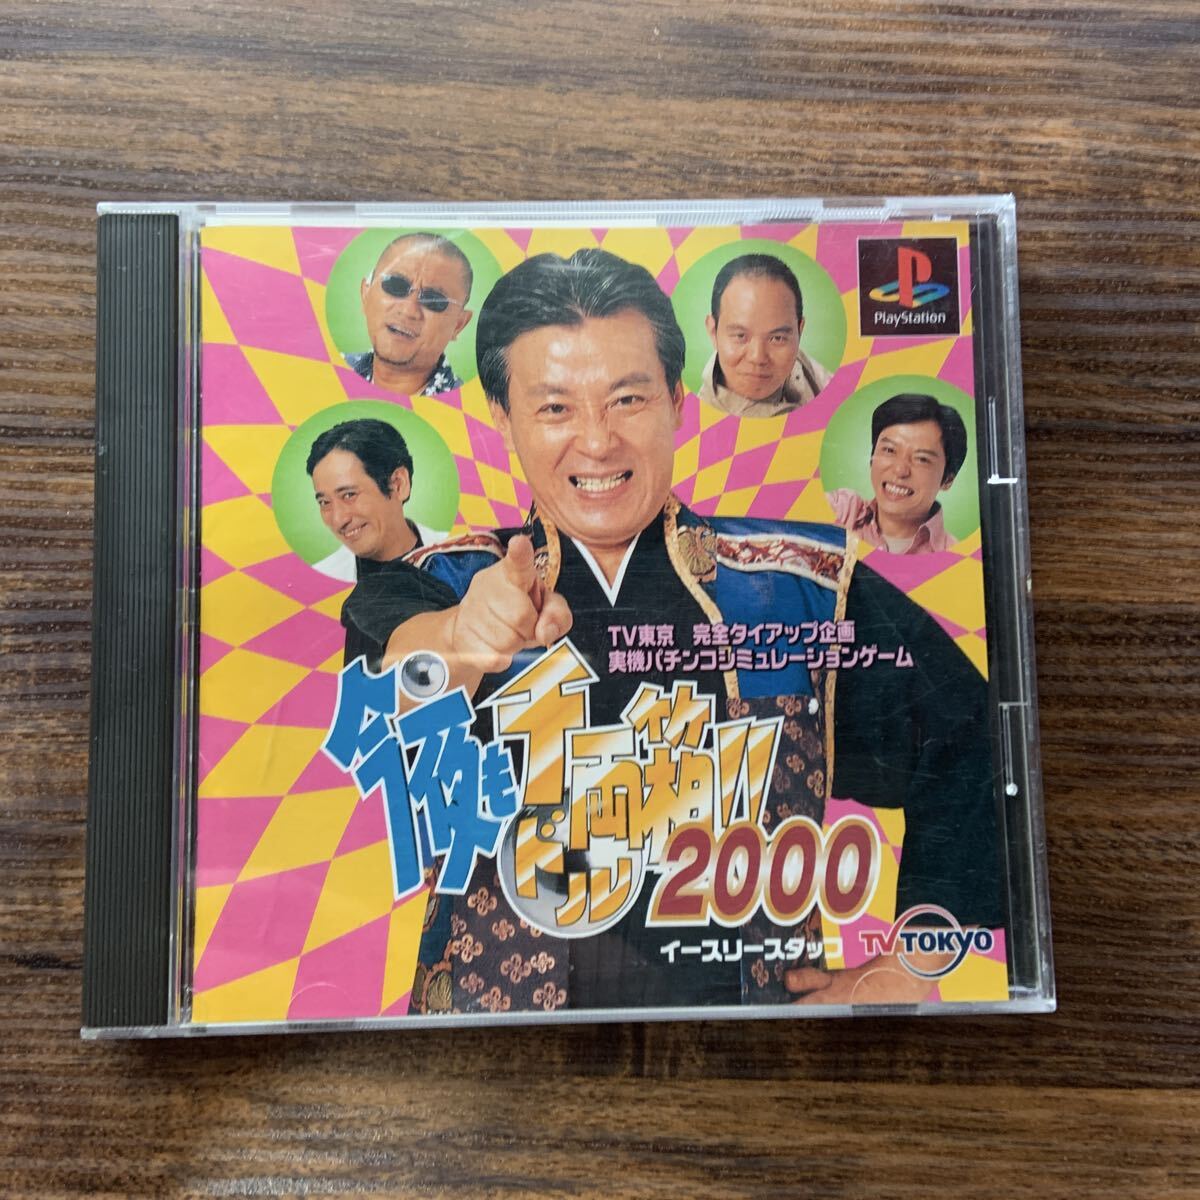 PlayStation
TV東京 完全タイアップ企画
実機パチンコシミュレーションゲーム
今夜もドル千両箱!!
2000
イースリースタッフ
TV TOKYO